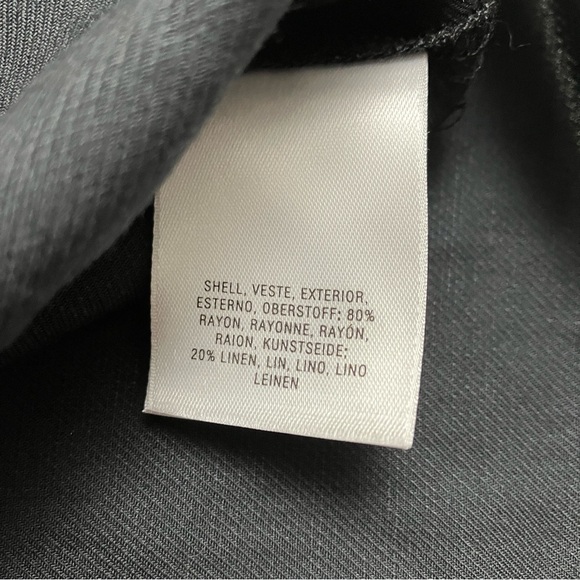 SHELL, VESTE, EXTERIOR,
ESTERNO, OBERSTOFF: 80%
RAYON, RAYONNE, RAYÓN,
RAION, KUNSTSEIDE;
20% LINEN, LIN, LINO, LINO
LEINEN